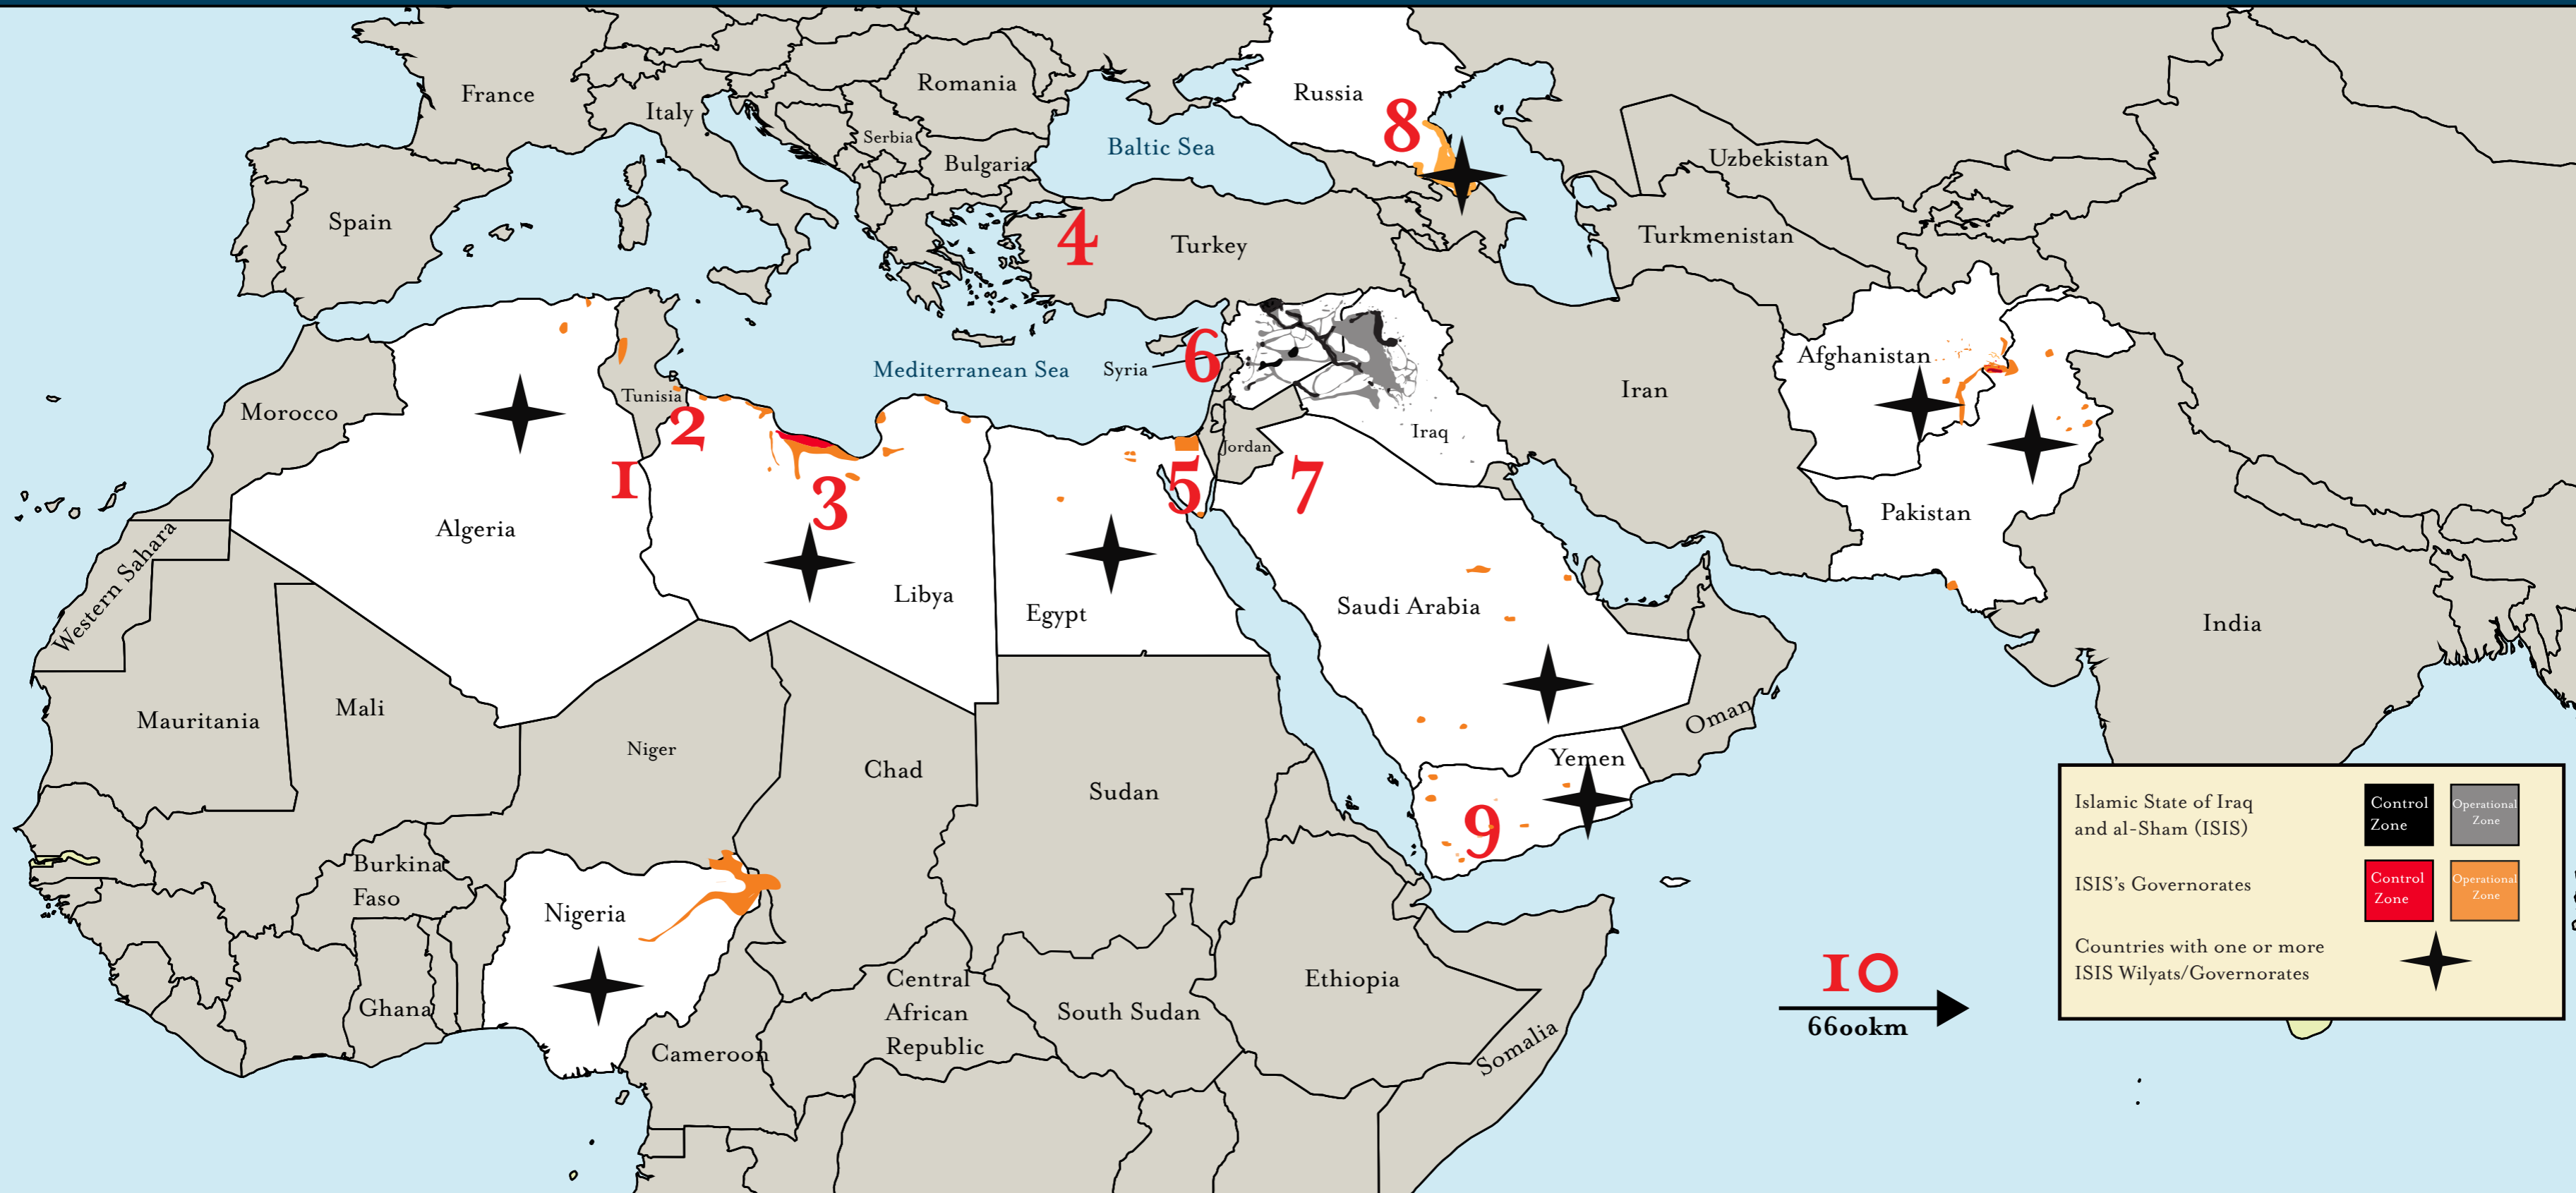 France
Italy
Romania
Serbia
Bulgaria
Baltic Sea
Russia
8
Uzbekistan
Turkmenistan
Spain
4
Turkey
Morocco
Tunisia
2
Mediterranean Sea
Syria
6
Iraq
Jordan
Iran
Afghanistan
Pakistan
India
1
3
5
7
Algeria
Libya
Egypt
Saudi Arabia
Western Sahara
Mauritania
Mali
Niger
Chad
Sudan
Oman
Yemen
9
Burkina
Faso
Nigeria
Ghana
Cameroon
Central
African
Republic
South Sudan
Ethiopia
Somalia
10
6600km
Islamic State of Iraq
and al-Sham (ISIS)
Control
Zone
Operational
Zone
ISIS's Governorates
Control
Zone
Operational
Zone
Countries with one or more
ISIS Wilyats/Governorates